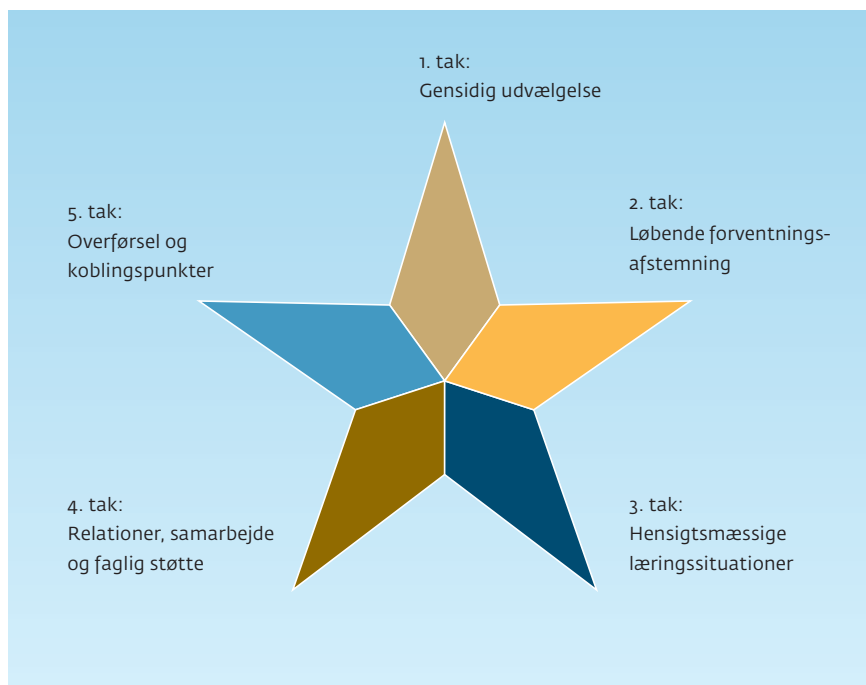 1. tak:
Gensidig udvælgelse
2. tak:
Løbende forventnings-
afstemning
3. tak:
Hensigtsmæssige
læringssituationer
4. tak:
Relationer, samarbejde
og faglig støtte
5. tak:
Overførsel og
koblingspunkter